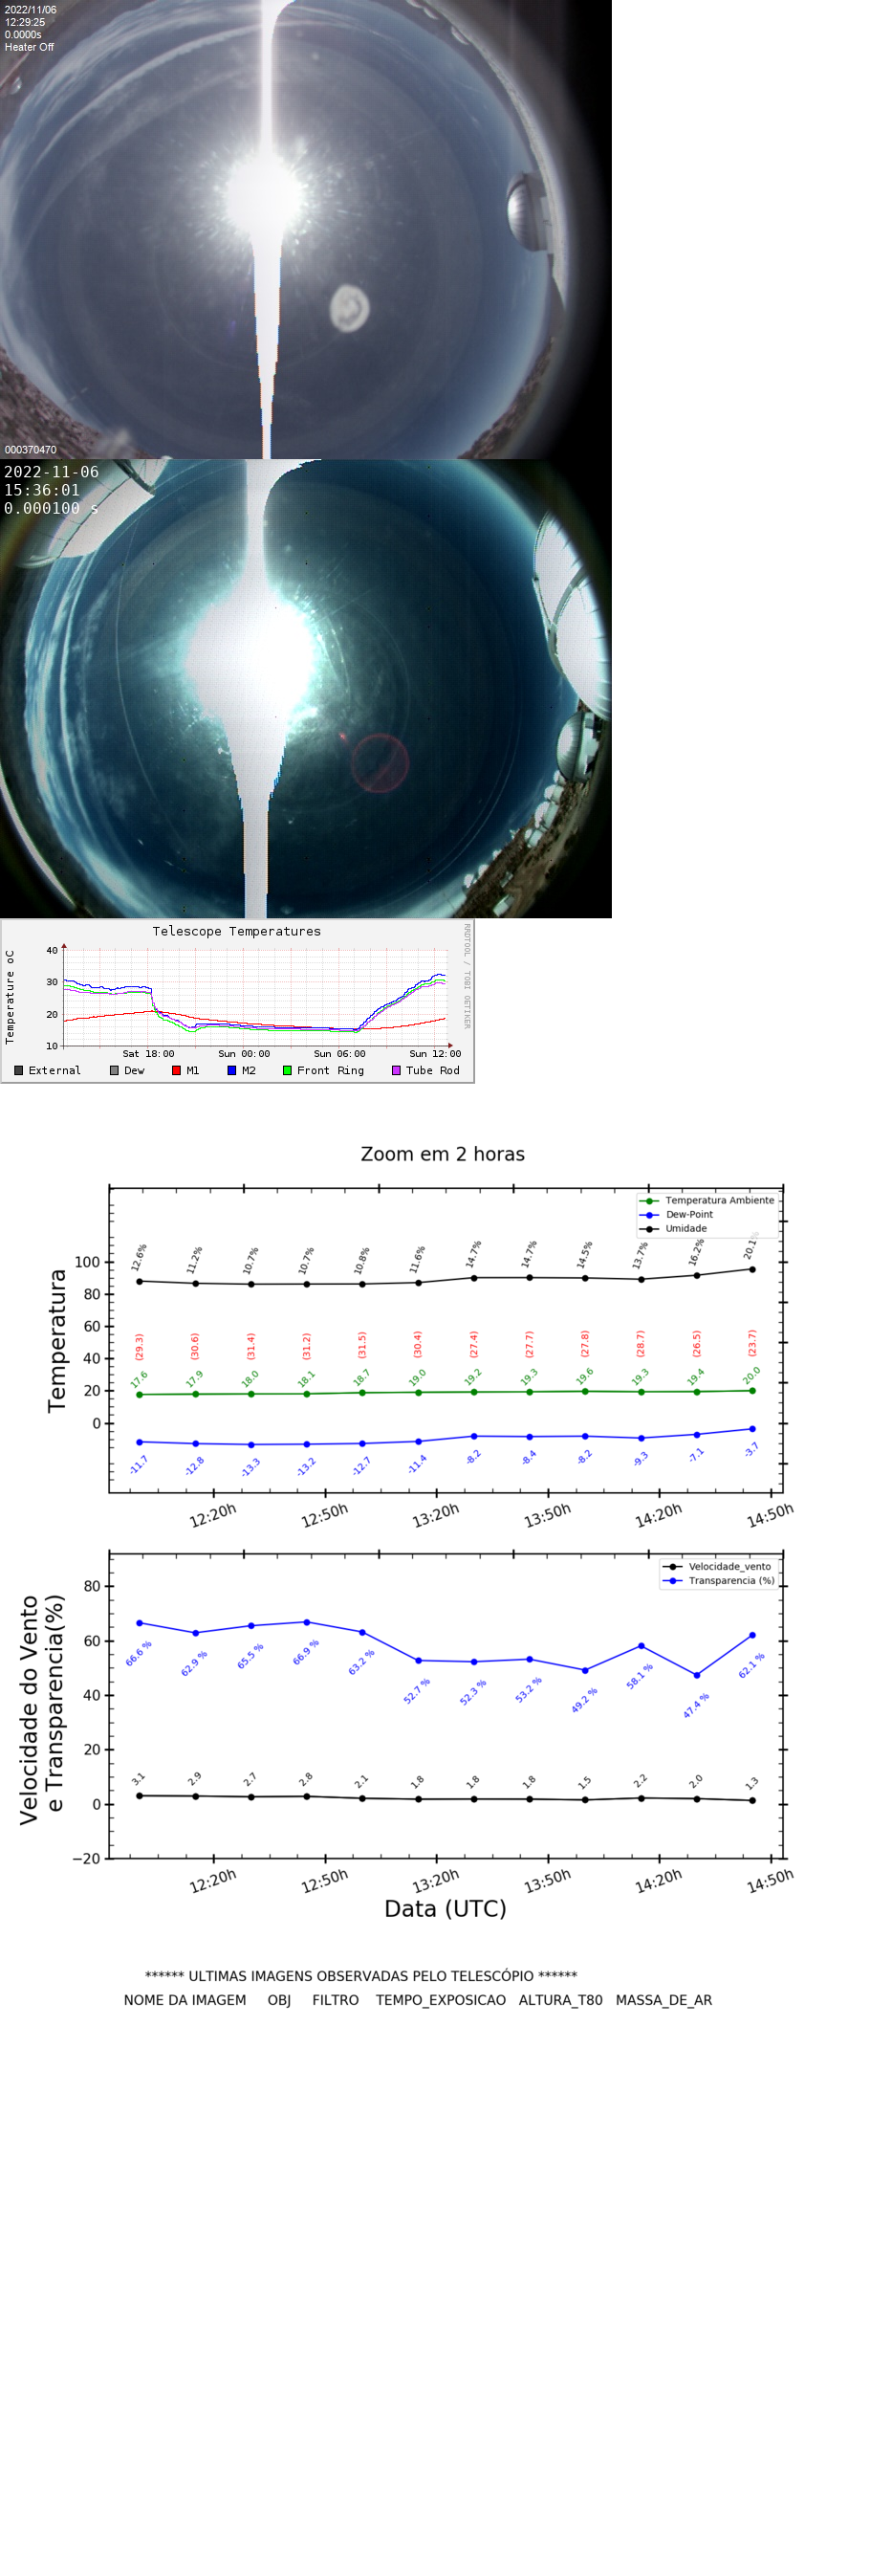 2022/11/06
12:29:25
0.0000s
Heater Off
000370470
2022-11-06
15:36:01
0.000100 s
Telescope Temperatures
Temperature oC
40
30
20
10
Sat 18:00 Sun 00:00 Sun 06:00 Sun 12:00
External Dew M1 M2 Front Ring Tube Rod
RRDTOOL / TOBI OETIKER
Zoom em 2 horas
Temperatura Ambiente
Dew-Point
Umidade
Temperatura
100
80
60
40
20
0
12.6% 11.2% 10.7% 10.7% 10.8% 11.6% 14.7% 14.7% 14.5% 13.7% 16.2% 20.1%
(29.3) (30.6) (31.4) (31.2) (31.5) (30.4) (27.4) (27.7) (27.8) (28.7) (26.5) (23.7)
17.6 17.9 18.0 18.1 18.7 19.0 19.2 19.3 19.6 19.3 19.4 20.0
-11.7 -12.8 -13.3 -13.2 -12.7 -11.4 -8.2 -8.4 -8.2 -9.3 -7.1 -3.7
12:20h 12:50h 13:20h 13:50h 14:20h 14:50h
Velocidade_vento
Transparencia (%)
Velocidade do Vento
e Transparencia(%)
80
60
40
20
0
−20
66.6 % 62.9 % 65.5 % 66.9 % 63.2 % 52.7 % 52.3 % 53.2 % 49.2 % 58.1 % 47.4 % 62.1 %
3.1 2.9 2.7 2.8 2.1 1.8 1.8 1.8 1.5 2.2 2.0 1.3
12:20h 12:50h 13:20h 13:50h 14:20h 14:50h
Data (UTC)
****** ULTIMAS IMAGENS OBSERVADAS PELO TELESCÓPIO ******
NOME DA IMAGEM OBJ FILTRO TEMPO_EXPOSICAO ALTURA_T80 MASSA_DE_AR